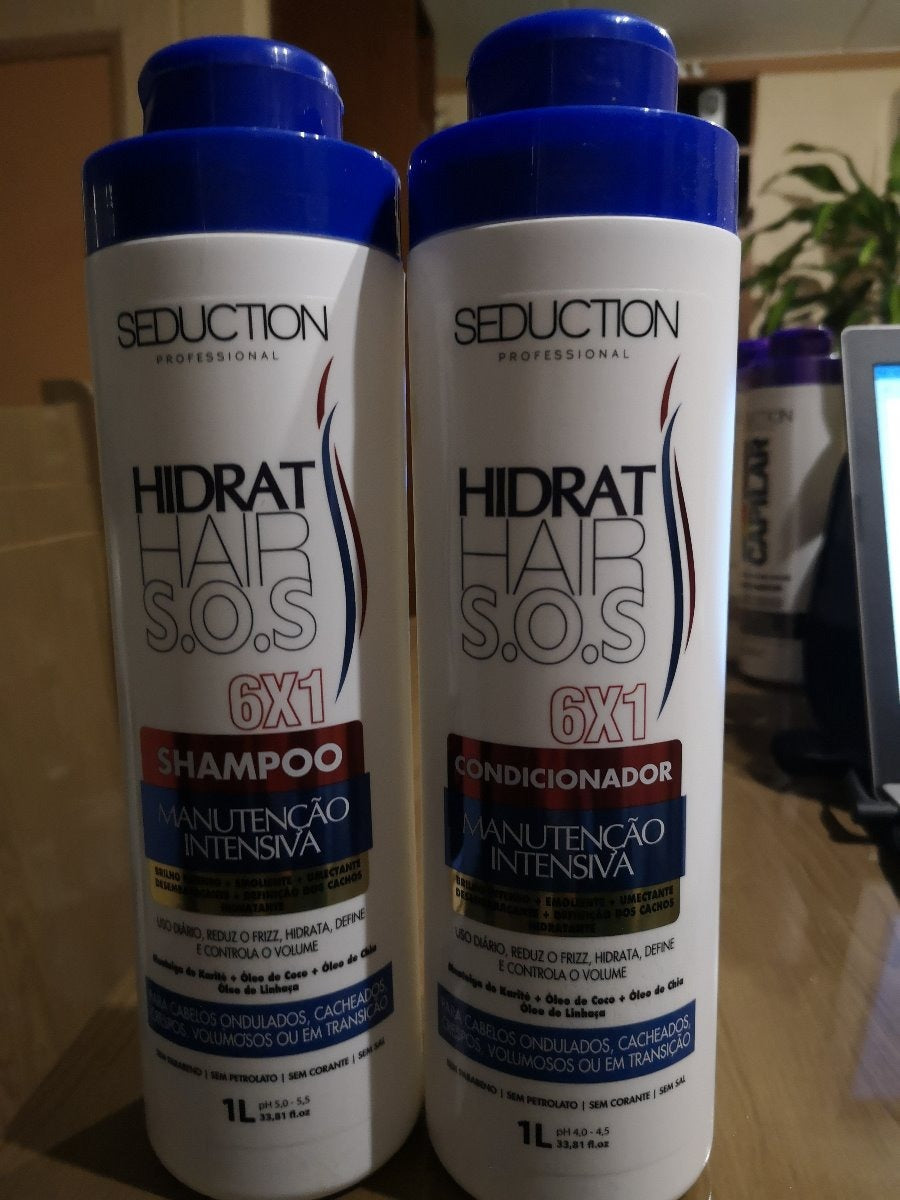 SEDUCTION
PROFESSIONAL
HIDRAT
HAIR
S.O.S
6X1
SHAMPOO
MANUTENÇÃO
INTENSIVA
BRILHO + EMOLIENTE + UMECTANTE
DESEMBARAÇANTE + DEFINIÇÃO DOS CACHOS
HIDRATANTE
USO DIÁRIO, REDUZ O FRIZZ, HIDRATA, DEFINE
E CONTROLA O VOLUME
Manteiga de Karité + Óleo de Coco + Óleo de Chia
Óleo de Linhaça
PARA CABELOS ONDULADOS, CACHEADOS,
CRESPOS, VOLUMOSOS OU EM TRANSIÇÃO
SEM PARABENO | SEM PETROLATO | SEM CORANTE | SEM SAL
1L pH 5,0 - 5,5
33,81 fl.oz
SEDUCTION
PROFESSIONAL
HIDRAT
HAIR
S.O.S
6X1
CONDICIONADOR
MANUTENÇÃO
INTENSIVA
BRILHO + EMOLIENTE + UMECTANTE
DESEMBARAÇANTE + DEFINIÇÃO DOS CACHOS
HIDRATANTE
USO DIÁRIO, REDUZ O FRIZZ, HIDRATA, DEFINE
E CONTROLA O VOLUME
Manteiga de Karité + Óleo de Coco + Óleo de Chia
Óleo de Linhaça
PARA CABELOS ONDULADOS, CACHEADOS,
CRESPOS, VOLUMOSOS OU EM TRANSIÇÃO
SEM PARABENO | SEM PETROLATO | SEM CORANTE | SEM SAL
1L pH 4,0 - 4,5
33,81 fl.oz
CAPILAR